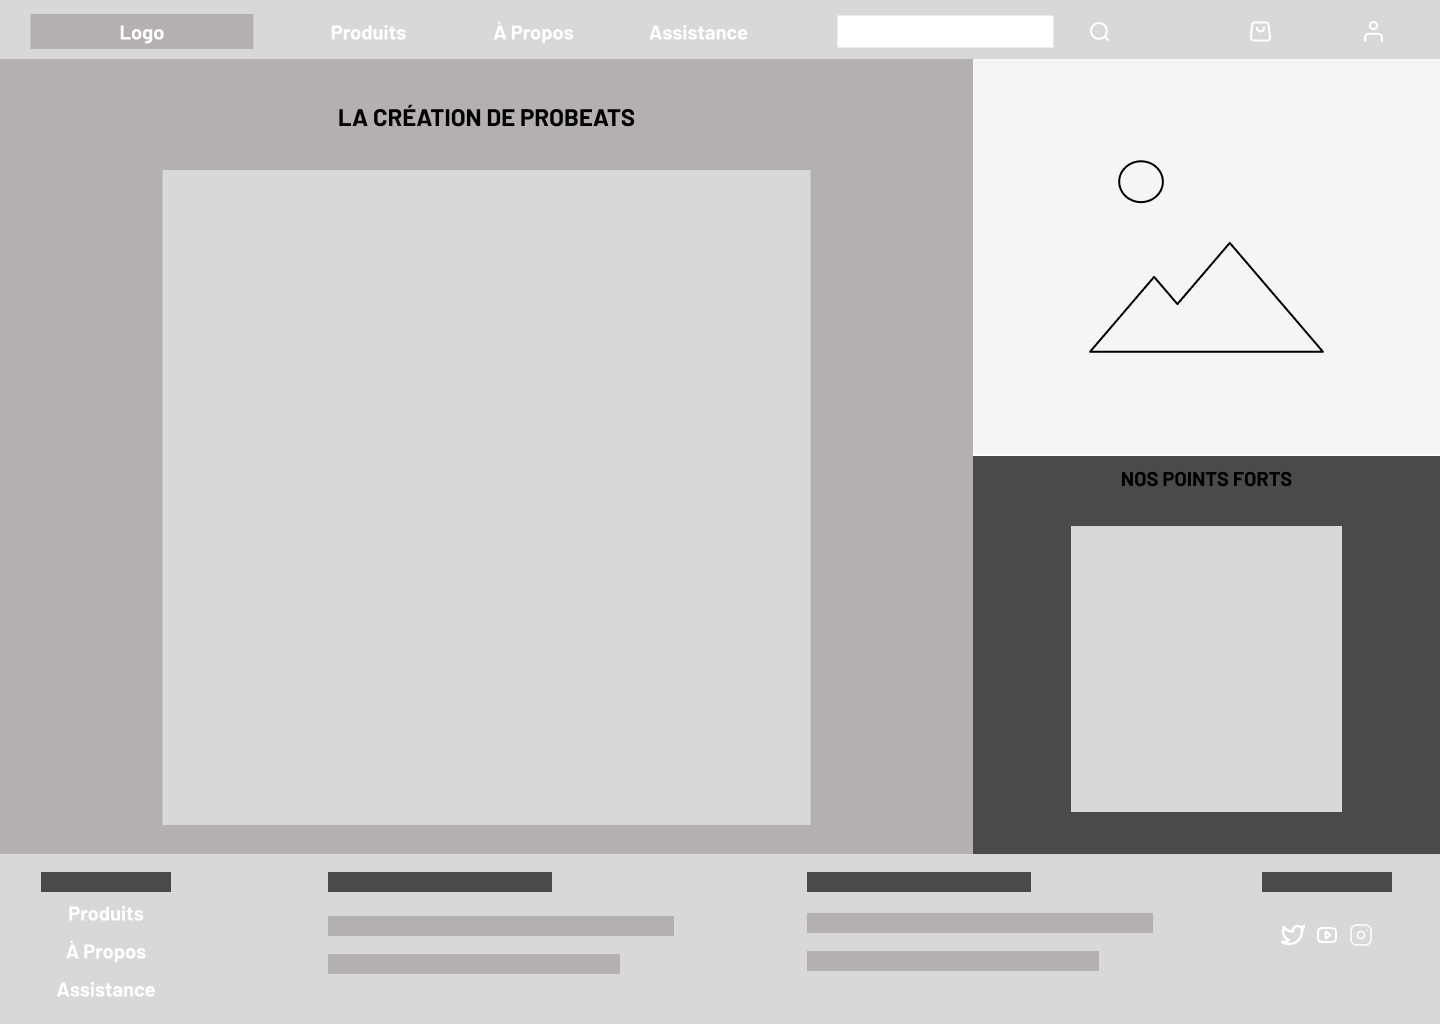 Logo
Produits
À Propos
Assistance
LA CRÉATION DE PROBEATS
NOS POINTS FORTS
Produits
À Propos
Assistance